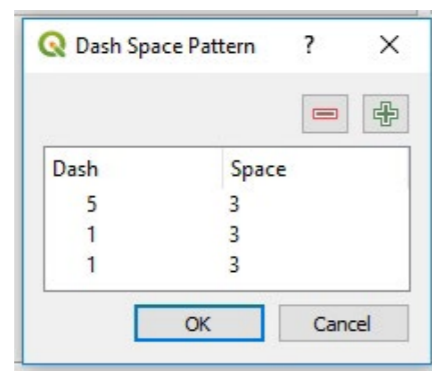 Dash Space Pattern ?
Dash Space
5 3
1 3
1 3
OK Cancel